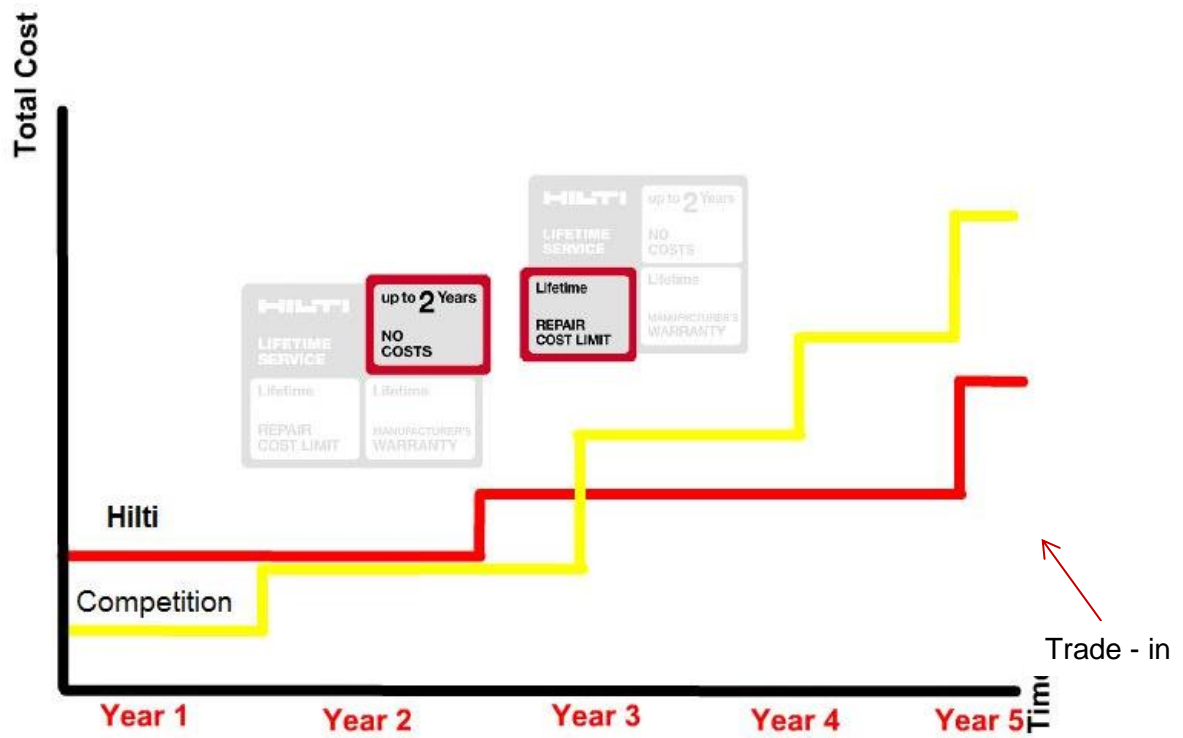 Total Cost
HILTI
up to 2 Years
LIFETIME
SERVICE
NO
COSTS
Lifetime
REPAIR
COST LIMIT
Lifetime
MANUFACTURER'S
WARRANTY
HILTI
up to 2 Years
LIFETIME
SERVICE
NO
COSTS
Lifetime
REPAIR
COST LIMIT
Lifetime
MANUFACTURER'S
WARRANTY
Hilti
Competition
Trade - in
Year 1
Year 2
Year 3
Year 4
Year 5